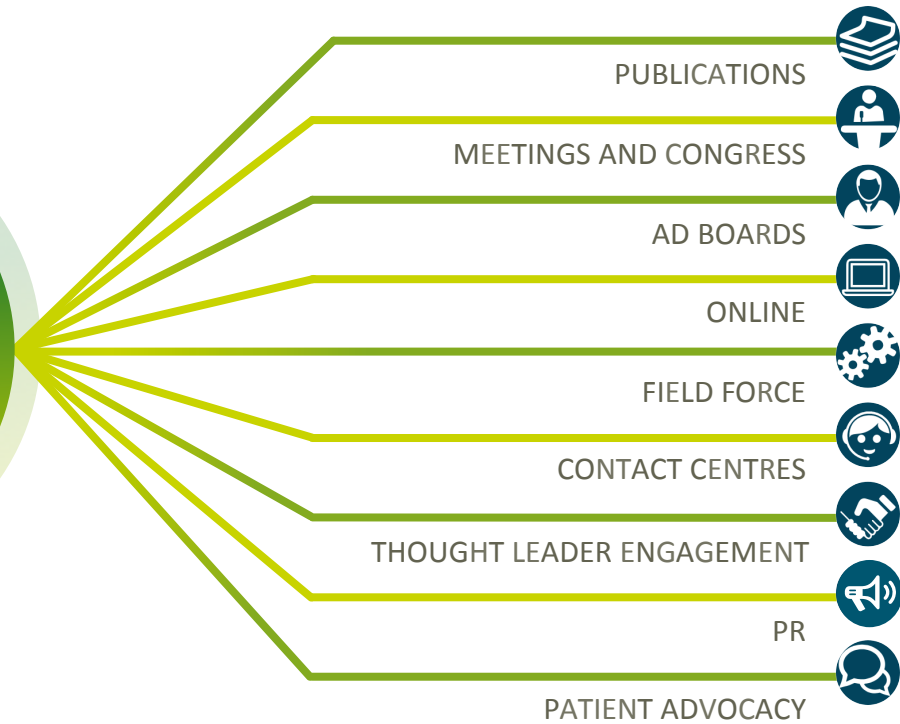 PUBLICATIONS
MEETINGS AND CONGRESS
AD BOARDS
ONLINE
FIELD FORCE
CONTACT CENTRES
THOUGHT LEADER ENGAGEMENT
PR
PATIENT ADVOCACY